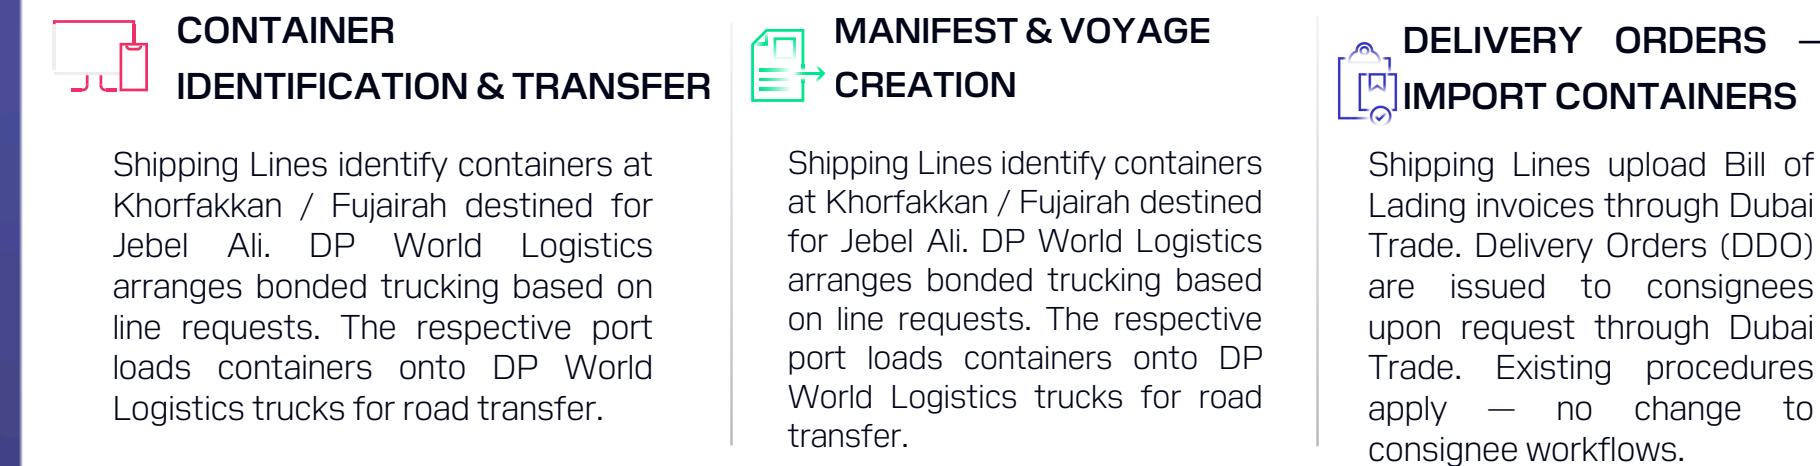 CONTAINER
IDENTIFICATION & TRANSFER
Shipping Lines identify containers at
Khorfakkan / Fujairah destined for
Jebel Ali. DP World Logistics
arranges bonded trucking based on
line requests. The respective port
loads containers onto DP World
Logistics trucks for road transfer.
MANIFEST & VOYAGE
CREATION
Shipping Lines identify containers
at Khorfakkan / Fujairah destined
for Jebel Ali. DP World Logistics
arranges bonded trucking based
on line requests. The respective
port loads containers onto DP
World Logistics trucks for road
transfer.
DELIVERY ORDERS —
IMPORT CONTAINERS
Shipping Lines upload Bill of
Lading invoices through Dubai
Trade. Delivery Orders (DDO)
are issued to consignees
upon request through Dubai
Trade. Existing procedures
apply — no change to
consignee workflows.